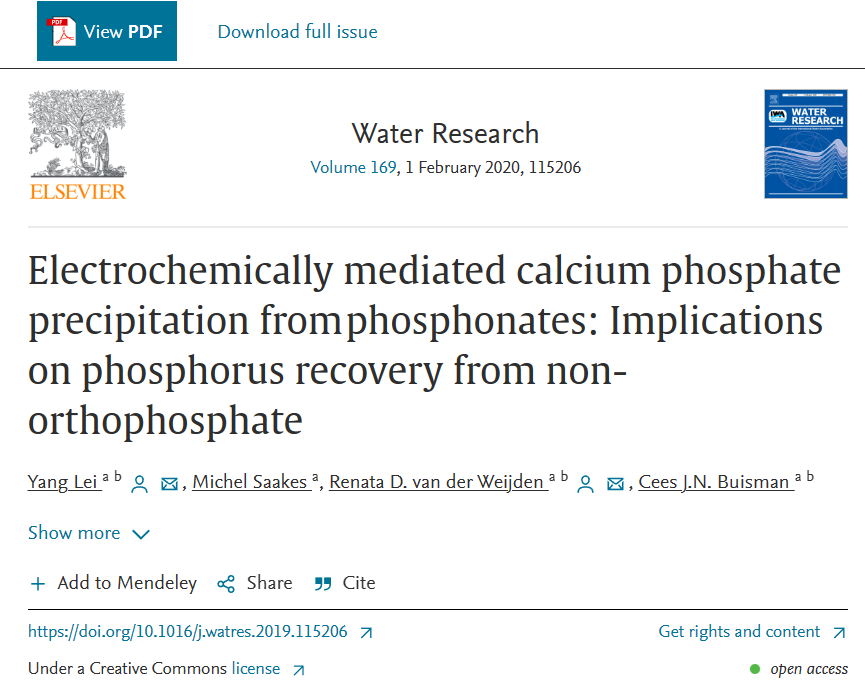 View PDF
Download full issue
ELSEVIER
Water Research
Volume 169, 1 February 2020, 115206
WATER
RESEARCH
Electrochemically mediated calcium phosphate
precipitation fromphosphonates: Implications
on phosphorus recovery from non-
orthophosphate
Yang Lei a b , Michel Saakes a, Renata D. van der Weijden a b , Cees J.N. Buisman a b
Show more
Add to Mendeley Share Cite
https://doi.org/10.1016/j.watres.2019.115206 Get rights and content
Under a Creative Commons license open access